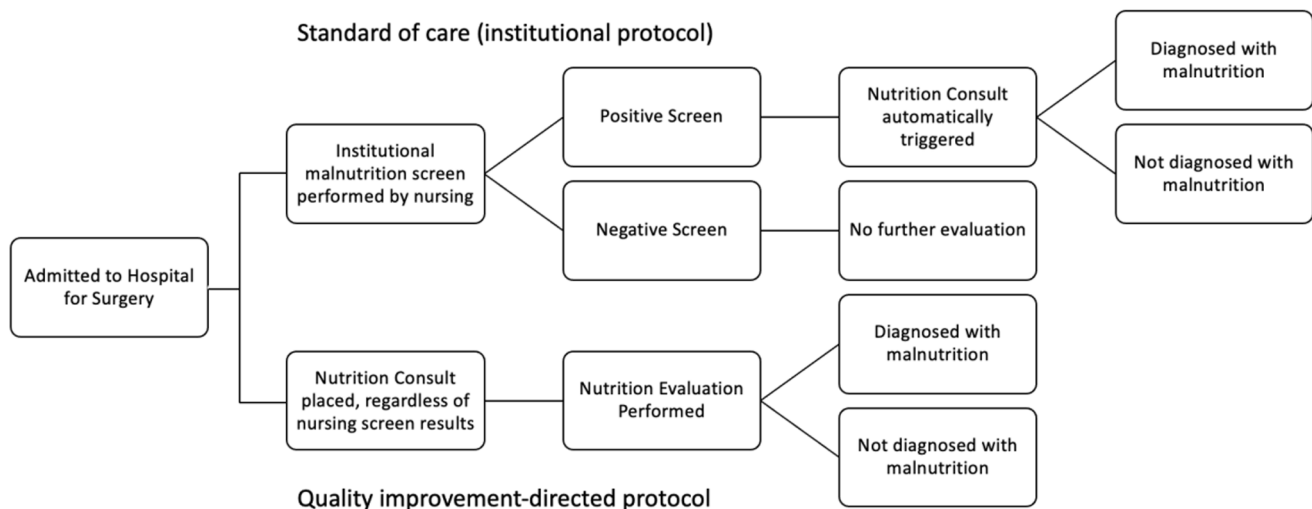 Standard of care (institutional protocol)
Admitted to Hospital
for Surgery
Institutional
malnutrition screen
performed by nursing
Positive Screen
Nutrition Consult
automatically
triggered
Diagnosed with
malnutrition
Not diagnosed with
malnutrition
Negative Screen
No further evaluation
Nutrition Consult
placed, regardless of
nursing screen results
Nutrition Evaluation
Performed
Diagnosed with
malnutrition
Not diagnosed with
malnutrition
Quality improvement-directed protocol